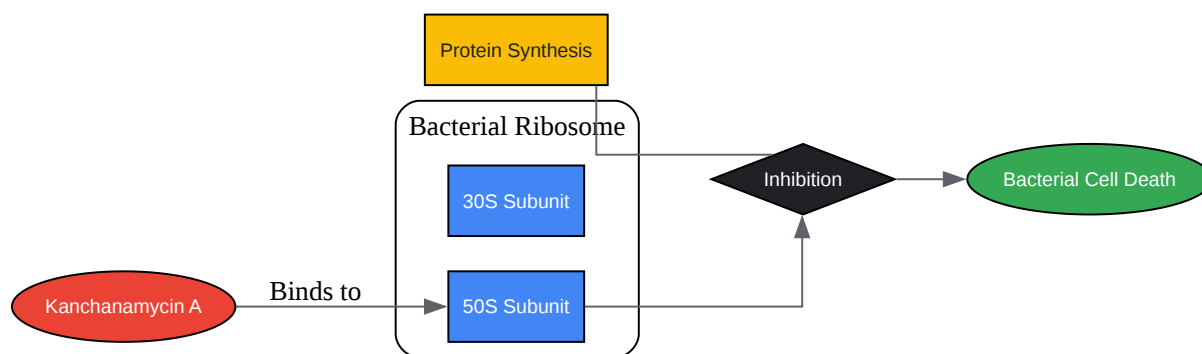 Protein Synthesis
Bacterial Ribosome
30S Subunit
Inhibition
Bacterial Cell Death
Kanchanamycin A
Binds to
50S Subunit